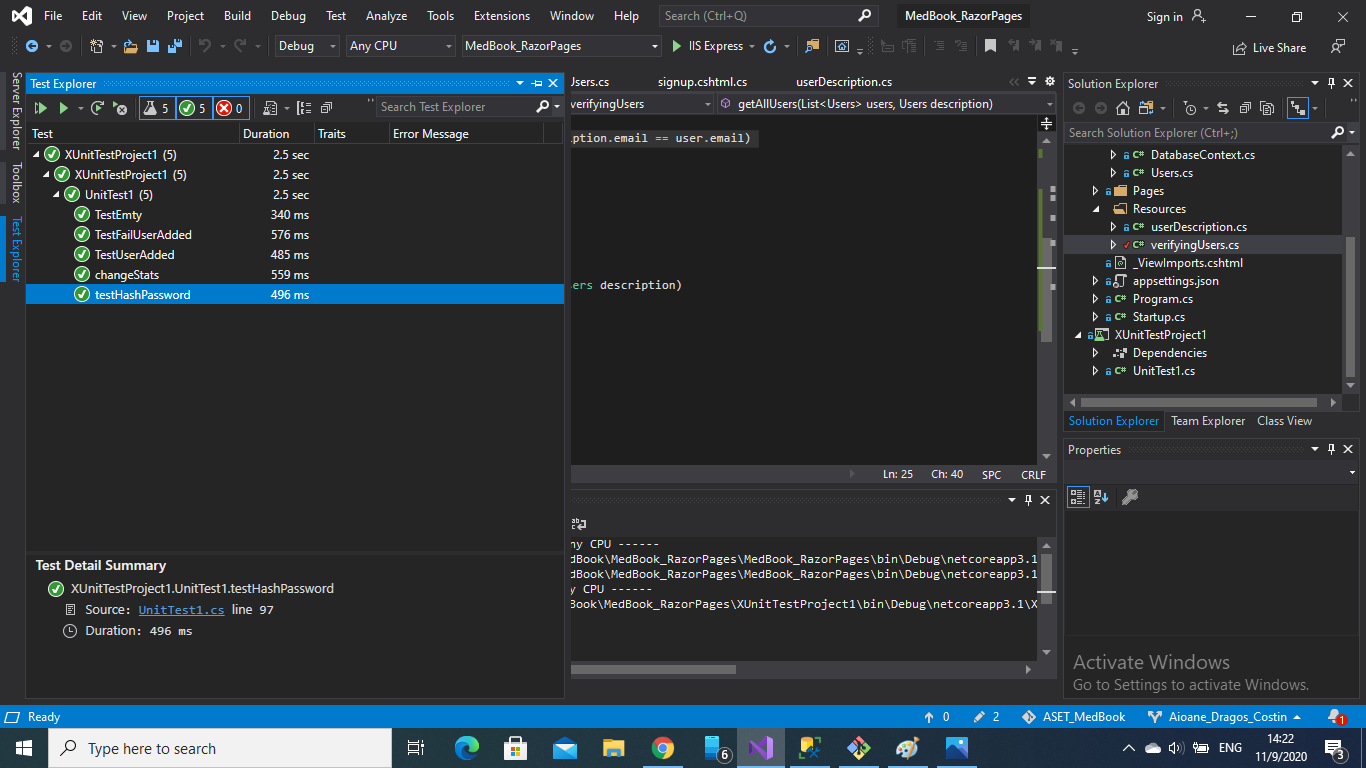 File Edit View Project Build Debug Test Analyze Tools Extensions Window Help Search (Ctrl+Q) MedBook_RazorPages Sign in
Debug Any CPU MedBook_RazorPages IIS Express Live Share
Server Explorer
Toolbox
Test Explorer
Test Explorer
5 5 0 Search Test Explorer
Test Duration Traits Error Message
XUnitTestProject1 (5) 2.5 sec
XUnitTestProject1 (5) 2.5 sec
UnitTest1 (5) 2.5 sec
TestEmty 340 ms
TestFailUserAdded 576 ms
TestUserAdded 485 ms
changeStats 559 ms
testHashPassword 496 ms
Test Detail Summary
XUnitTestProject1.UnitTest1.testHashPassword
Source: UnitTest1.cs line 97
Duration: 496 ms
Users.cs signup.cshtml.cs userDescription.cs
verifyingUsers getAllUsers(List<Users> users, Users description)
iption.email == user.email)
ers description)
Ln: 25 Ch: 40 SPC CRLF
ny CPU ------
dBook\MedBook_RazorPages\MedBook_RazorPages\bin\Debug\netcoreapp3.1
dBook\MedBook_RazorPages\MedBook_RazorPages\bin\Debug\netcoreapp3.1
y CPU ------
Book\MedBook_RazorPages\XUnitTestProject1\bin\Debug\netcoreapp3.1\X
Solution Explorer
Search Solution Explorer (Ctrl+;)
C# DatabaseContext.cs
C# Users.cs
Pages
Resources
C# userDescription.cs
C# verifyingUsers.cs
_ViewImports.cshtml
appsettings.json
C# Program.cs
C# Startup.cs
XUnitTestProject1
Dependencies
C# UnitTest1.cs
Solution Explorer Team Explorer Class View
Properties
Activate Windows
Go to Settings to activate Windows.
Ready 0 2 ASET_MedBook Aioane_Dragos_Costin 1
Type here to search 6 ENG 14:22 3
11/9/2020